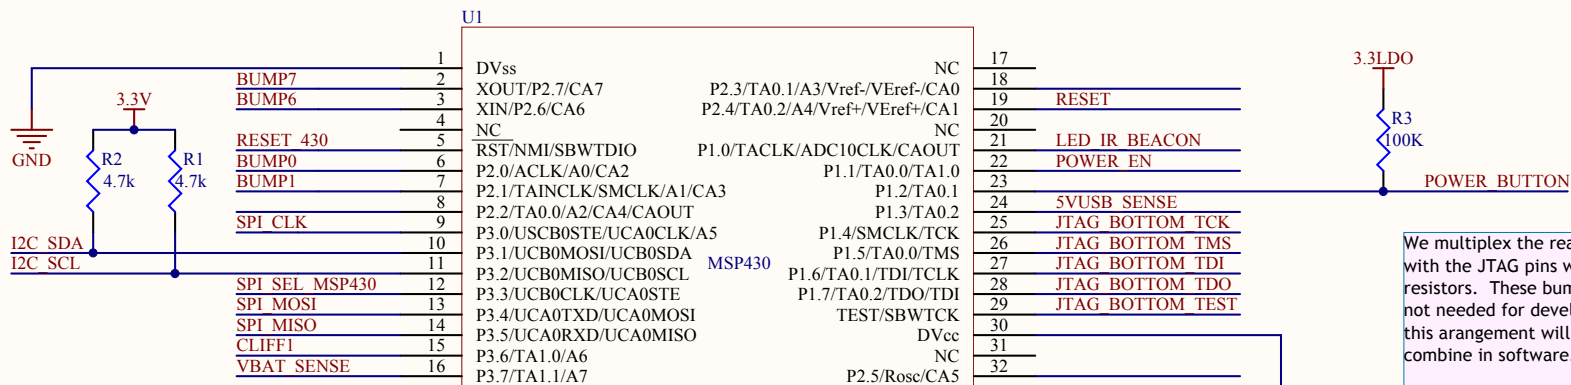 U1
1 DVss NC 17
BUMP7 2 XOUT/P2.7/CA7 P2.3/TA0.1/A3/Vref-/VEref-/CA0 18
BUMP6 3 XIN/P2.6/CA6 P2.4/TA0.2/A4/Vref+/VEref+/CA1 19 RESET
4 NC NC 20
RESET_430 5 RST/NMI/SBWTDIO P1.0/TACLK/ADC10CLK/CAOUT 21 LED_IR_BEACON
BUMP0 6 P2.0/ACLK/A0/CA2 P1.1/TA0.0/TA1.0 22 POWER_EN
BUMP1 7 P2.1/TAINCLK/SMCLK/A1/CA3 P1.2/TA0.1 23 POWER_BUTTON
8 P2.2/TA0.0/A2/CA4/CAOUT P1.3/TA0.2 24 5VUSB_SENSE
SPI_CLK 9 P3.0/USCB0STE/UCA0CLK/A5 P1.4/SMCLK/TCK 25 JTAG_BOTTOM_TCK
I2C_SDA 10 P3.1/UCB0MOSI/UCB0SDA P1.5/TA0.0/TMS 26 JTAG_BOTTOM_TMS
I2C_SCL 11 P3.2/UCB0MISO/UCB0SCL P1.6/TA0.1/TDI/TCLK 27 JTAG_BOTTOM_TDI
SPI_SEL_MSP430 12 P3.3/UCB0CLK/UCA0STE P1.7/TA0.2/TDO/TDI 28 JTAG_BOTTOM_TDO
SPI_MOSI 13 P3.4/UCA0TXD/UCA0MOSI TEST/SBWTCK 29 JTAG_BOTTOM_TEST
SPI_MISO 14 P3.5/UCA0RXD/UCA0MISO DVcc 30
CLIFF1 15 P3.6/TA1.0/A6 NC 31
VBAT_SENSE 16 P3.7/TA1.1/A7 P2.5/Rosc/CA5 32
MSP430
3.3V
GND
R2
4.7k
R1
4.7k
3.3LDO
R3
100K
We multiplex the rea
with the JTAG pins w
resistors. These bum
not needed for devel
this arangement will
combine in software